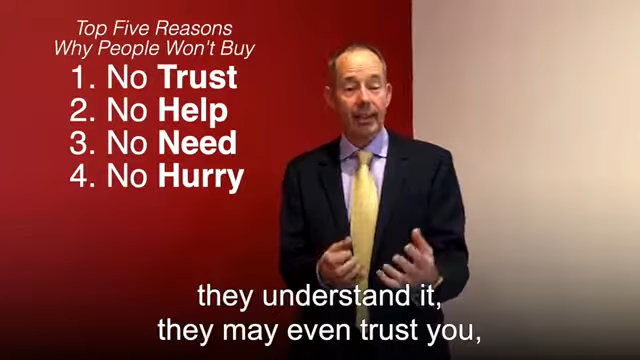 Top Five Reasons
Why People Won't Buy
1. No Trust
2. No Help
3. No Need
4. No Hurry
they understand it,
they may even trust you,